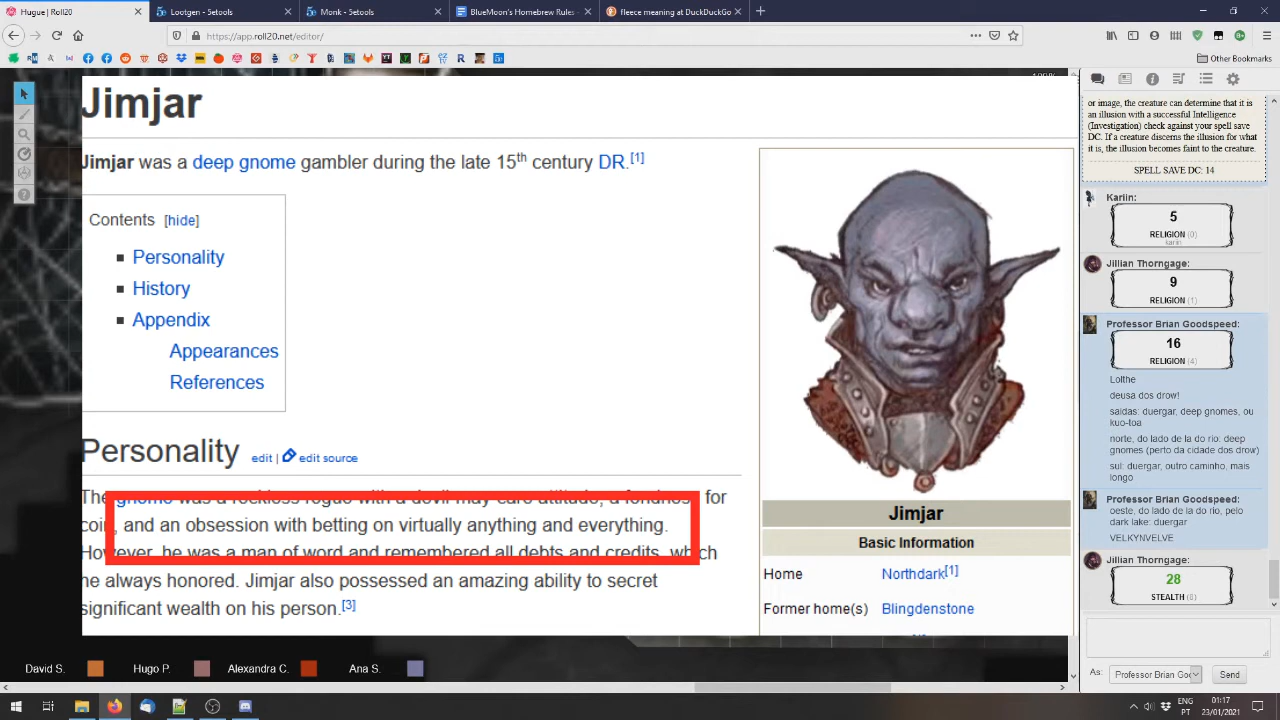 Hugue | Roll20
Lootgen - 5etools
Monk - 5etools
BlueMoon's Homebrew Rules -
fleece meaning at DuckDuckGo
https://app.roll20.net/editor/
Other Bookmarks
Jimjar
Jimjar was a deep gnome gambler during the late 15th century DR.[1]
Contents [hide]
Personality
History
Appendix
Appearances
References
Personality
edit | edit source
The gnome was a reckless rogue with a devil may care attitude, a fondness for
coin, and an obsession with betting on virtually anything and everything.
However, he was a man of word and remembered all debts and credits, which
he always honored. Jimjar also possessed an amazing ability to secret
significant wealth on his person.[3]
Jimjar
Basic Information
Home Northdark[1]
Former home(s) Blingdenstone
or image, the creature can determine that it is
an illusion with a successful Intelligence
(Investigation) check against your spell save
DC. If a creature discerns the illusion for what
it is, the illusion becomes faint to the creature.
SPELL SAVE DC: 14
Karlin:
5
RELIGION (0)
karlin
Jillian Thorngage:
9
RELIGION (1)
Professor Brian Goodspeed:
16
RELIGION (4)
Lolthe
deusa dos drow!
saidas: duergar, deep gnomes, ou
kuo-toa
norte, do lado de la do rio: deep
gnomes (perto da cidade dos drow)
sul: duergar, outro caminho, mais
longo
Professor Brian Goodspeed:
oeste, do lado de la do rio, pelo
dark lake: duergar
VELKYNVELVE
Jillian Thorngage:
28
STEALTH (8)
As: Professor Brian Goo
Send
David S.
Hugo P.
Alexandra C.
Ana S.
ENG
PT
01:17
23/01/2021